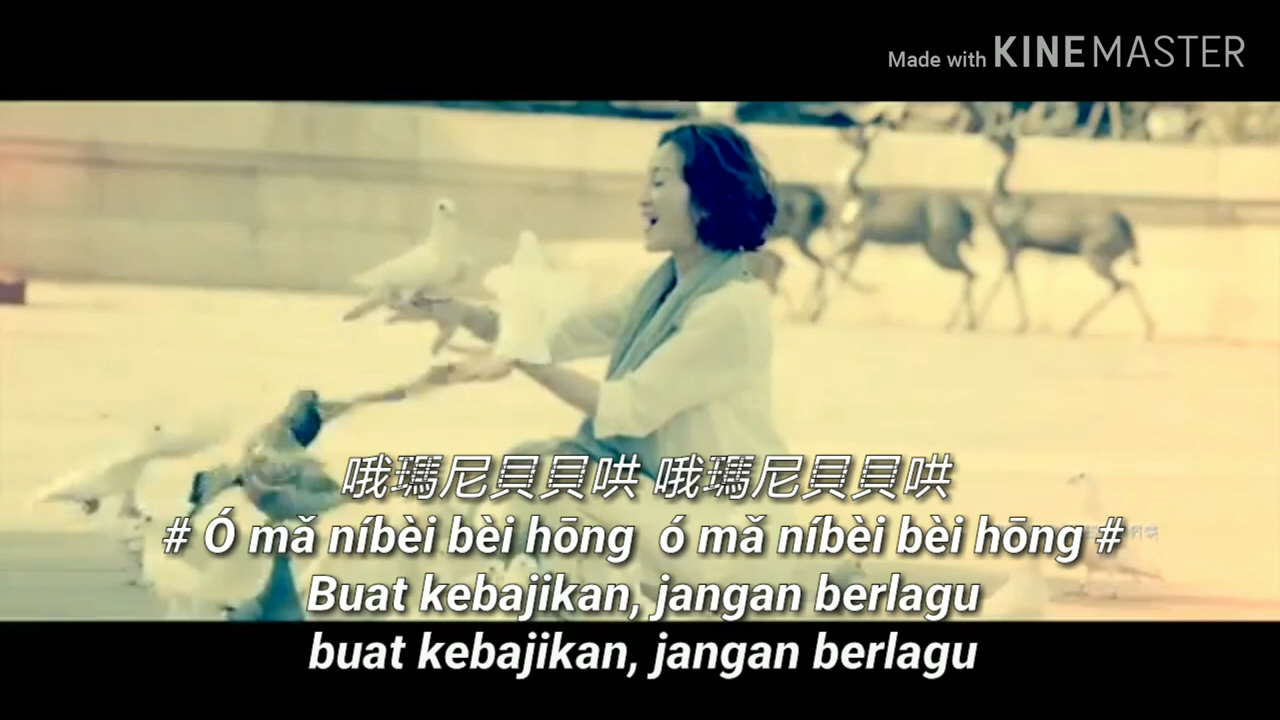 Made with KINEMASTER
哦瑪尼貝貝哄 哦瑪尼貝貝哄
# Ó mǎ níbèi bèi hōng ó mǎ níbèi bèi hōng #
Buat kebajikan, jangan berlagu
buat kebajikan, jangan berlagu